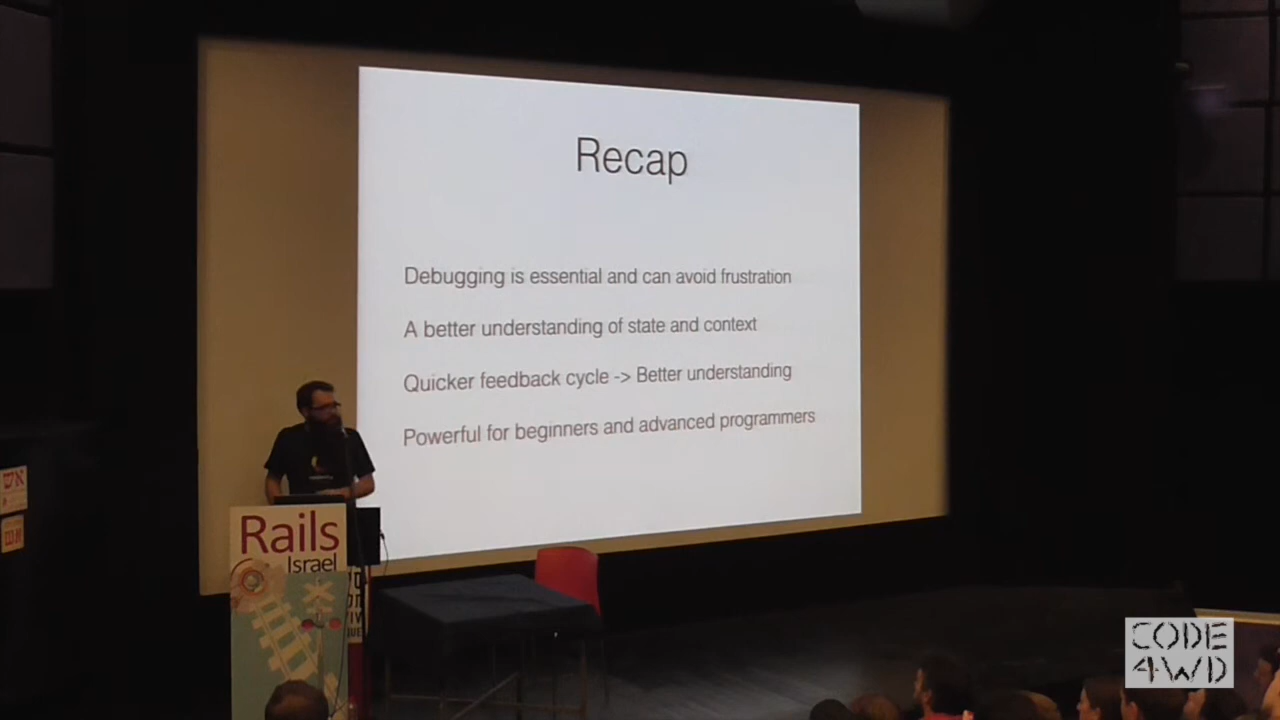 Recap
Debugging is essential and can avoid frustration
A better understanding of state and context
Quicker feedback cycle -> Better understanding
Powerful for beginners and advanced programmers
Rails
Israel
אש
CODE
4WD